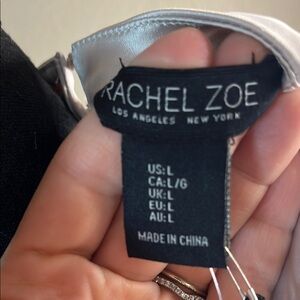 RACHEL ZOE
LOS ANGELES NEW YORK
US:L
CA:L/G
UK:L
EU:L
AU:L
MADE IN CHINA